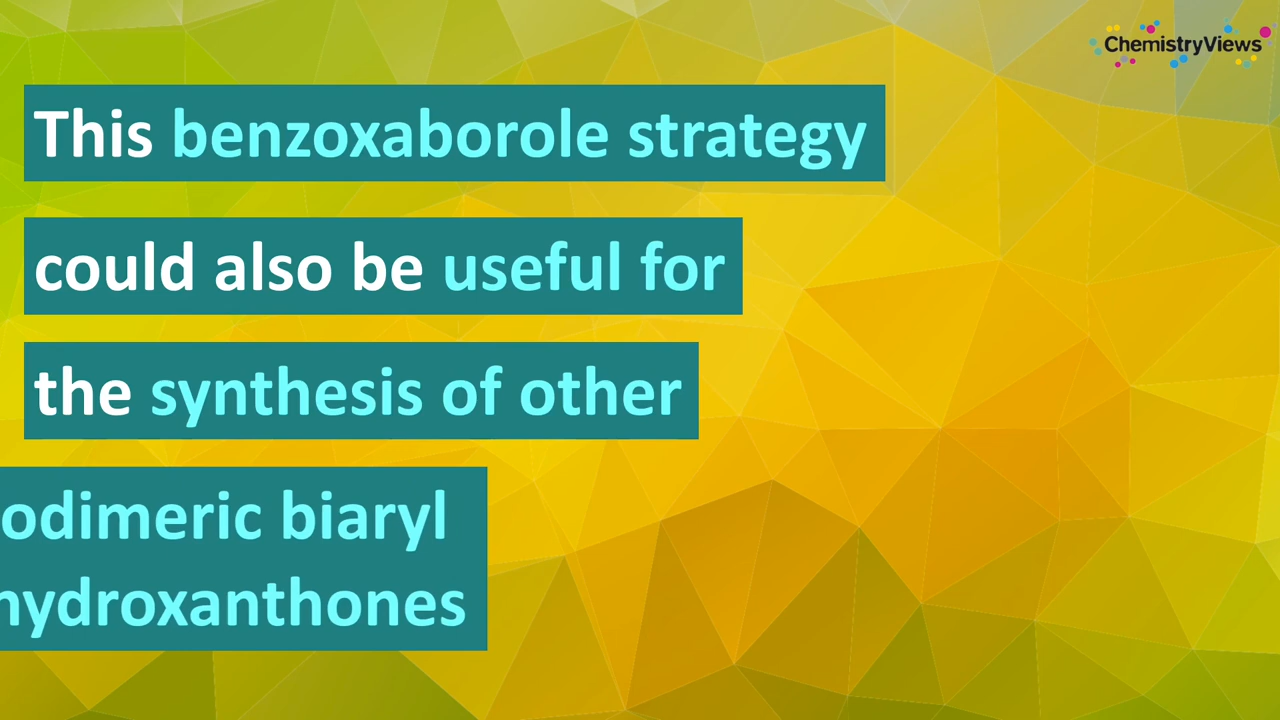 ChemistryViews
This benzoxaborole strategy
could also be useful for
the synthesis of other
odimeric biaryl
hydroxanthones